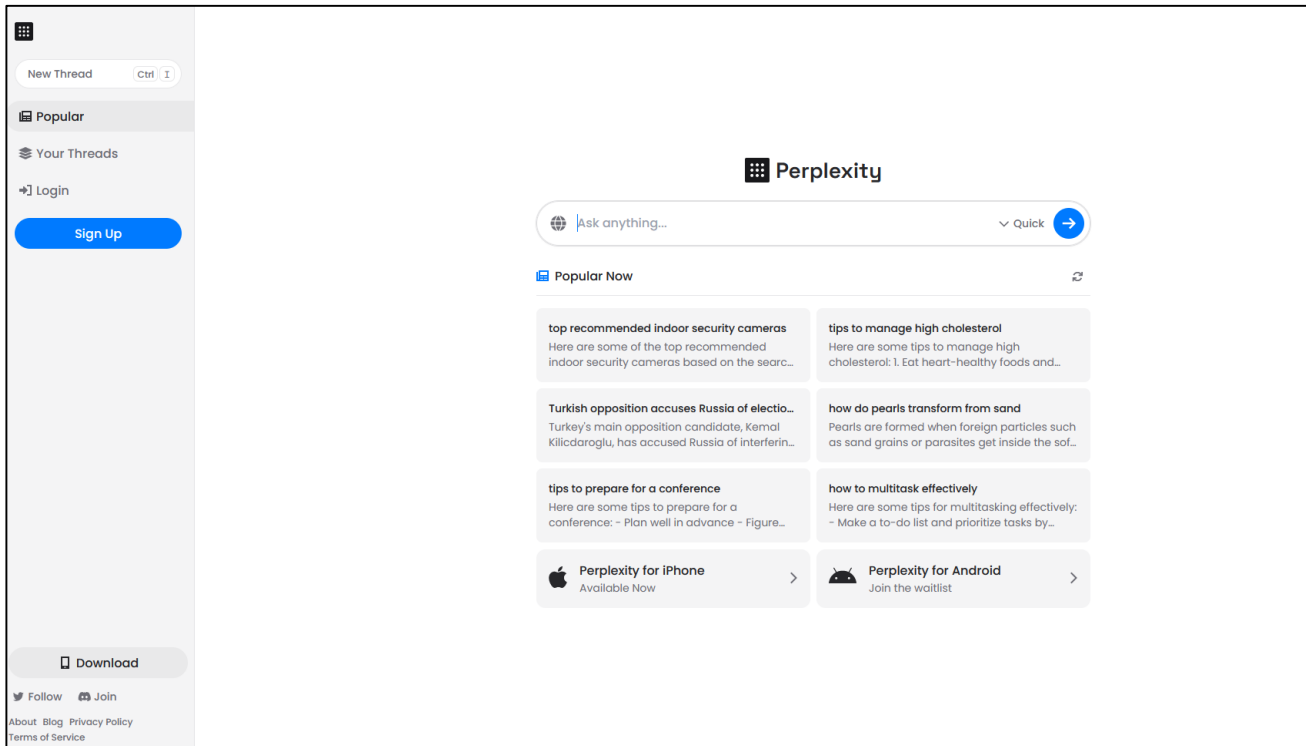 New Thread Ctrl I
Popular
Your Threads
Login
Sign Up
Perplexity
Ask anything...
Quick
Popular Now
top recommended indoor security cameras
Here are some of the top recommended
indoor security cameras based on the searc...
tips to manage high cholesterol
Here are some tips to manage high
cholesterol: 1. Eat heart-healthy foods and...
Turkish opposition accuses Russia of electio...
Turkey's main opposition candidate, Kemal
Kilicdaroglu, has accused Russia of interferin...
how do pearls transform from sand
Pearls are formed when foreign particles such
as sand grains or parasites get inside the sof...
tips to prepare for a conference
Here are some tips to prepare for a
conference: - Plan well in advance - Figure...
how to multitask effectively
Here are some tips for multitasking effectively:
- Make a to-do list and prioritize tasks by...
Perplexity for iPhone
Available Now
Perplexity for Android
Join the waitlist
Download
Follow Join
About Blog Privacy Policy
Terms of Service